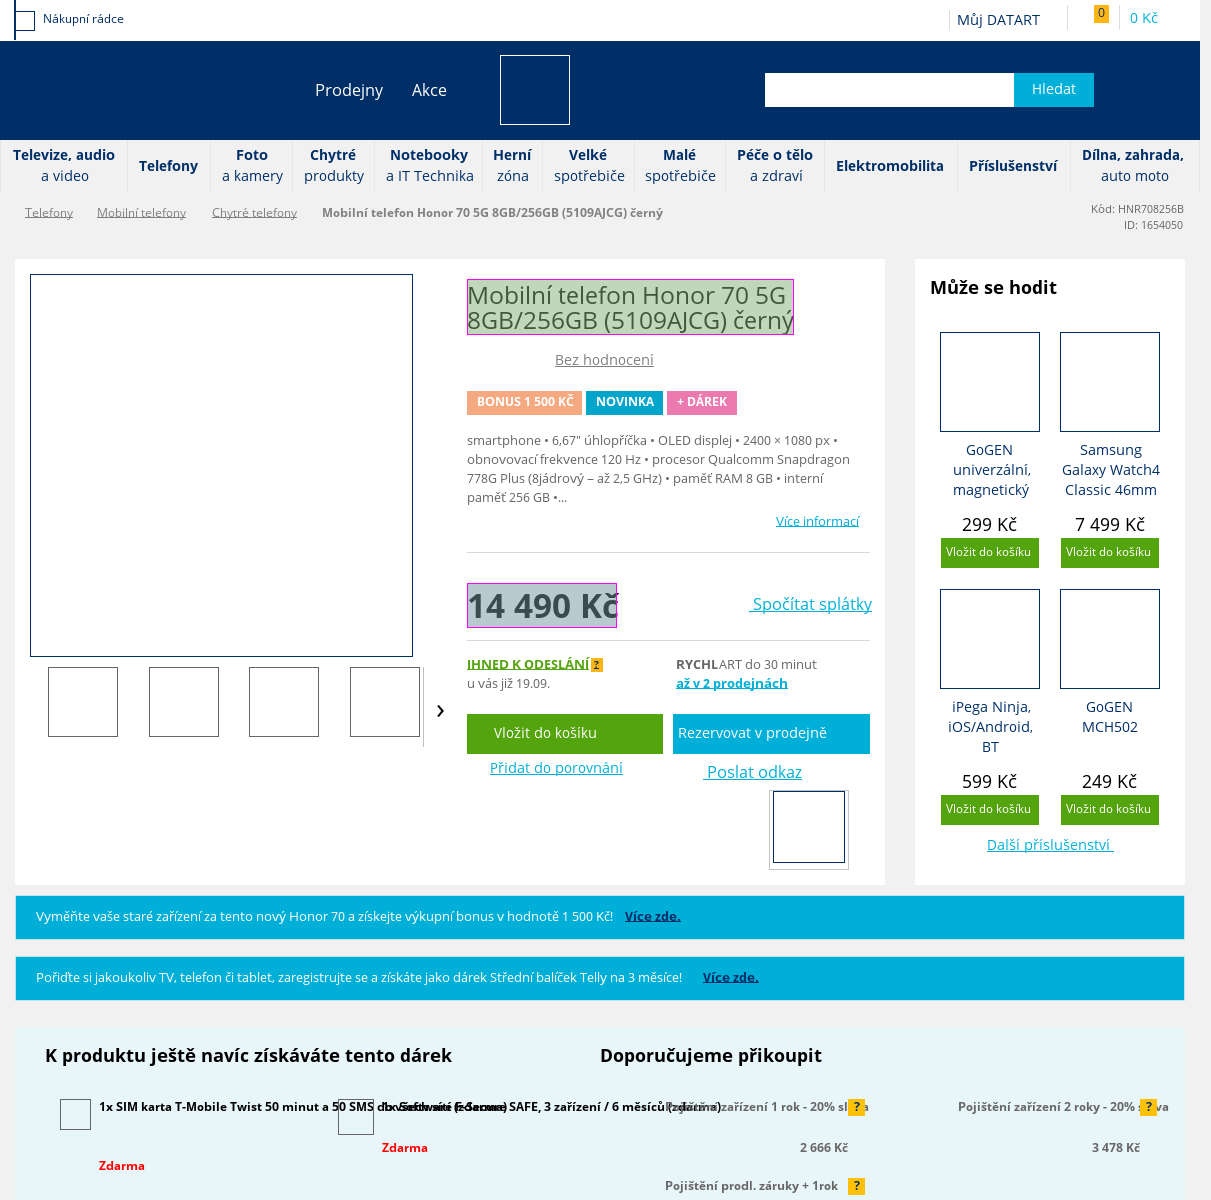 Nákupní rádce
Můj DATART
0
0 Kč
Prodejny
Akce
Hledat
Televize, audio
a video
Telefony
Foto
a kamery
Chytré
produkty
Notebooky
a IT Technika
Herní
zóna
Velké
spotřebiče
Malé
spotřebiče
Péče o tělo
a zdraví
Elektromobilita
Příslušenství
Dílna, zahrada,
auto moto
Telefony
Mobilní telefony
Chytré telefony
Mobilní telefon Honor 70 5G 8GB/256GB (5109AJCG) černý
Kód: HNR708256B
ID: 1654050
Mobilní telefon Honor 70 5G
8GB/256GB (5109AJCG) černý
Bez hodnocení
BONUS 1 500 KČ
NOVINKA
+ DÁREK
smartphone • 6,67" úhlopříčka • OLED displej • 2400 × 1080 px •
obnovovací frekvence 120 Hz • procesor Qualcomm Snapdragon
778G Plus (8jádrový – až 2,5 GHz) • paměť RAM 8 GB • interní
paměť 256 GB •...
Více informací
14 490 Kč
Spočítat splátky
IHNED K ODESLÁNÍ ?
u vás již 19.09.
RYCHLART do 30 minut
až v 2 prodejnách
Vložit do košíku
Rezervovat v prodejně
Přidat do porovnání
Poslat odkaz
Může se hodit
GoGEN
univerzální,
magnetický
299 Kč
Vložit do košíku
Samsung
Galaxy Watch4
Classic 46mm
7 499 Kč
Vložit do košíku
iPega Ninja,
iOS/Android,
BT
599 Kč
Vložit do košíku
GoGEN
MCH502
249 Kč
Vložit do košíku
Další příslušenství
Vyměňte vaše staré zařízení za tento nový Honor 70 a získejte výkupní bonus v hodnotě 1 500 Kč! Více zde.
Pořiďte si jakoukoliv TV, telefon či tablet, zaregistrujte se a získáte jako dárek Střední balíček Telly na 3 měsíce! Více zde.
K produktu ještě navíc získáváte tento dárek
1x SIM karta T-Mobile Twist 50 minut a 50 SMS do všech sítí (zdarma)
Zdarma
1x Software F-Secure SAFE, 3 zařízení / 6 měsíců (zdarma)
Zdarma
Doporučujeme přikoupit
Pojištění zařízení 1 rok - 20% sleva ?
2 666 Kč
Pojištění zařízení 2 roky - 20% sleva ?
3 478 Kč
Pojištění prodl. záruky + 1rok ?